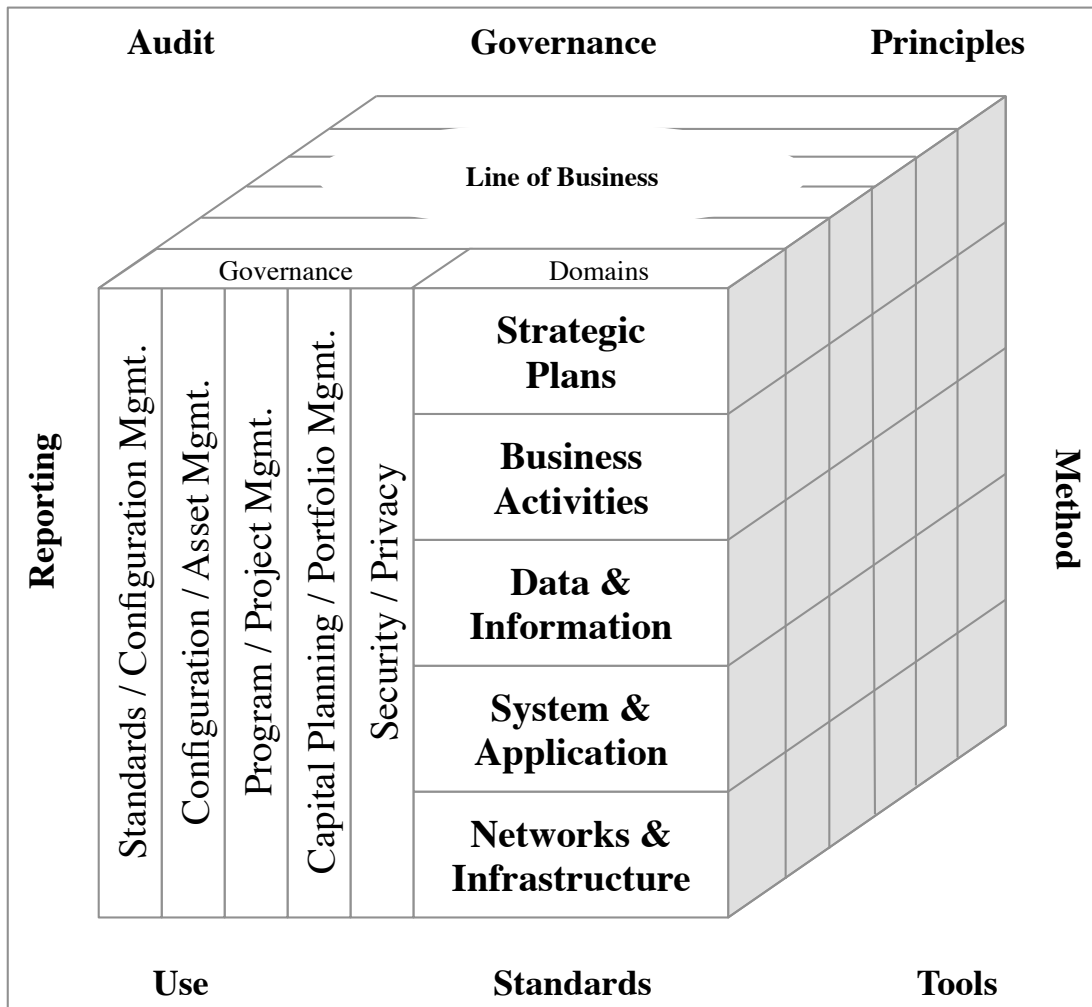 Audit
Governance
Principles
Line of Business
Governance
Domains
Reporting
Standards / Configuration Mgmt.
Configuration / Asset Mgmt.
Program / Project Mgmt.
Capital Planning / Portfolio Mgmt.
Security / Privacy
Strategic
Plans
Business
Activities
Data &
Information
System &
Application
Networks &
Infrastructure
Method
Use
Standards
Tools